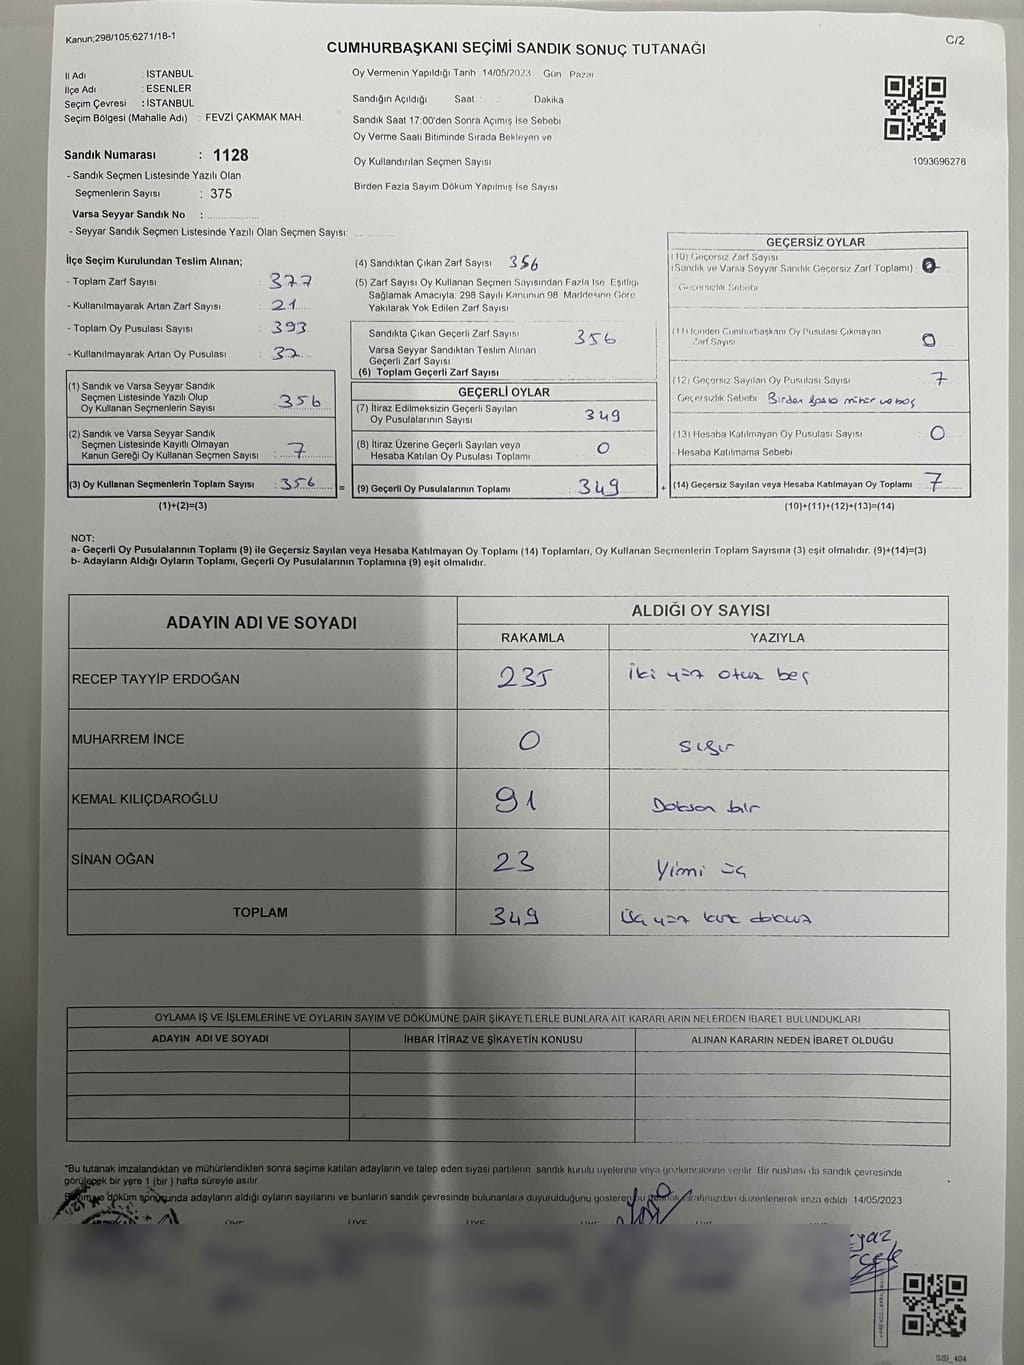 Kanun;298/105,6271/18-1
C/2
CUMHURBAŞKANI SEÇİMİ SANDIK SONUÇ TUTANAĞI
İl Adı : İSTANBUL
İlçe Adı : ESENLER
Seçim Çevresi : İSTANBUL
Seçim Bölgesi (Mahalle Adı) : FEVZİ ÇAKMAK MAH.
Sandık Numarası : 1128
- Sandık Seçmen Listesinde Yazılı Olan
Seçmenlerin Sayısı : 375
Varsa Seyyar Sandık No :
- Seyyar Sandık Seçmen Listesinde Yazılı Olan Seçmen Sayısı:
Oy Vermenin Yapıldığı Tarih 14/05/2023 Gün Pazar
Sandığın Açıldığı Saat : Dakika
Sandık Saat 17:00'den Sonra Açımış İse Sebebi
Oy Verme Saati Bitiminde Sırada Bekleyen ve
Oy Kullandırılan Seçmen Sayısı
Birden Fazla Sayım Döküm Yapılmış İse Sayısı
1093696278
İlçe Seçim Kurulundan Teslim Alınan;
- Toplam Zarf Sayısı : 377
- Kullanılmayarak Artan Zarf Sayısı : 21
- Toplam Oy Pusulası Sayısı : 393
- Kullanılmayarak Artan Oy Pusulası : 37
(1) Sandık ve Varsa Seyyar Sandık
Seçmen Listesinde Yazılı Olup
Oy Kullanan Seçmenlerin Sayısı : 356
(2) Sandık ve Varsa Seyyar Sandık
Seçmen Listesinde Kayıtlı Olmayan
Kanun Gereği Oy Kullanan Seçmen Sayısı : 7
(3) Oy Kullanan Seçmenlerin Toplam Sayısı : 356
(1)+(2)=(3)
(4) Sandıktan Çıkan Zarf Sayısı 356
(5) Zarf Sayısı Oy Kullanan Seçmen Sayısından Fazla İse, Eşitliği
Sağlamak Amacıyla; 298 Sayılı Kanunun 98. Maddesine Göre
Yakılarak Yok Edilen Zarf Sayısı
Sandıkta Çıkan Geçerli Zarf Sayısı 356
Varsa Seyyar Sandıktan Teslim Alınan
Geçerli Zarf Sayısı
(6) Toplam Geçerli Zarf Sayısı
GEÇERLİ OYLAR
(7) İtiraz Edilmeksizin Geçerli Sayılan
Oy Pusulalarının Sayısı : 349
(8) İtiraz Üzerine Geçerli Sayılan veya
Hesaba Katılan Oy Pusulası Toplamı 0
= (9) Geçerli Oy Pusulalarının Toplamı : 349
GEÇERSİZ OYLAR
(10) Geçersiz Zarf Sayısı
(Sandık ve Varsa Seyyar Sandık Geçersiz Zarf Toplamı) :
Geçersizlik Sebebi
(11) İçinden Cumhurbaşkanı Oy Pusulası Çıkmayan
Zarf Sayısı 0
(12) Geçersiz Sayılan Oy Pusulası Sayısı 7
Geçersizlik Sebebi Birden fazla mühür ve boş
(13) Hesaba Katılmayan Oy Pusulası Sayısı 0
- Hesaba Katılmama Sebebi
+ (14) Geçersiz Sayılan veya Hesaba Katılmayan Oy Toplamı : 7
(10)+(11)+(12)+(13)=(14)
NOT:
a- Geçerli Oy Pusulalarının Toplamı (9) ile Geçersiz Sayılan veya Hesaba Katılmayan Oy Toplamı (14) Toplamları, Oy Kullanan Seçmenlerin Toplam Sayısına (3) eşit olmalıdır. (9)+(14)=(3)
b- Adayların Aldığı Oyların Toplamı, Geçerli Oy Pusulalarının Toplamına (9) eşit olmalıdır.
ADAYIN ADI VE SOYADI
ALDIĞI OY SAYISI
RAKAMLA YAZIYLA
RECEP TAYYİP ERDOĞAN 235 İki yüz otuz beş
MUHARREM İNCE 0 sıfır
KEMAL KILIÇDAROĞLU 91 Doksan bir
SİNAN OĞAN 23 Yirmi üç
TOPLAM 349 Üç yüz kırk dokuz
OYLAMA İŞ VE İŞLEMLERİNE VE OYLARIN SAYIM VE DÖKÜMÜNE DAİR ŞİKAYETLERLE BUNLARA AİT KARARLARIN NELERDEN İBARET BULUNDUKLARI
ADAYIN ADI VE SOYADI İHBAR İTİRAZ VE ŞİKAYETİN KONUSU ALINAN KARARIN NEDEN İBARET OLDUĞU
*Bu tutanak imzalandıktan ve mühürlendikten sonra seçime katılan adayların ve talep eden siyasi partilerin sandık kurulu üyelerine veya gözlemcilerine verilir. Bir nüshası da sandık çevresinde
görülecek bir yere 1 (bir ) hafta süreyle asılır.
döküm sonucunda adayların aldığı oyların sayılarını ve bunların sandık çevresinde bulunanlara duyurulduğunu gösteren bu tarafımızdan düzenlenerek imza edildi. 14/05/2023
SSI_404